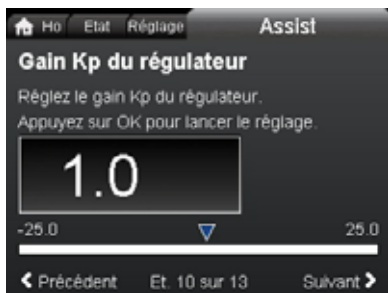 Ho Etat Réglage Assist
Gain Kp du régulateur
Réglez le gain Kp du régulateur.
Appuyez sur OK pour lancer le réglage.
1.0
-25.0 25.0
Précédent Et. 10 sur 13 Suivant